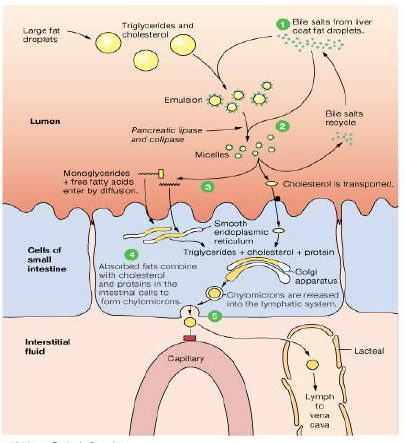 Large fat
droplets
Triglycerides and
cholesterol
1 Bile salts from liver
coat fat droplets.
Emulsion
Lumen
Bile salts
recycle
Pancreatic lipase
and colipase
2
Micelles
Monoglycerides
+ free fatty acids
enter by diffusion.
3
Cholesterol is transported.
Smooth
endoplasmic
reticulum
4
Triglycerides + cholesterol + protein
Cells of
small
intestine
Absorbed fats combine
with cholesterol
and proteins in the
intestinal cells to
form chylomicrons.
Golgi
apparatus
Chylomicrons are released
into the lymphatic system.
5
Interstitial
fluid
Capillary
Lacteal
Lymph
to
vena
cava